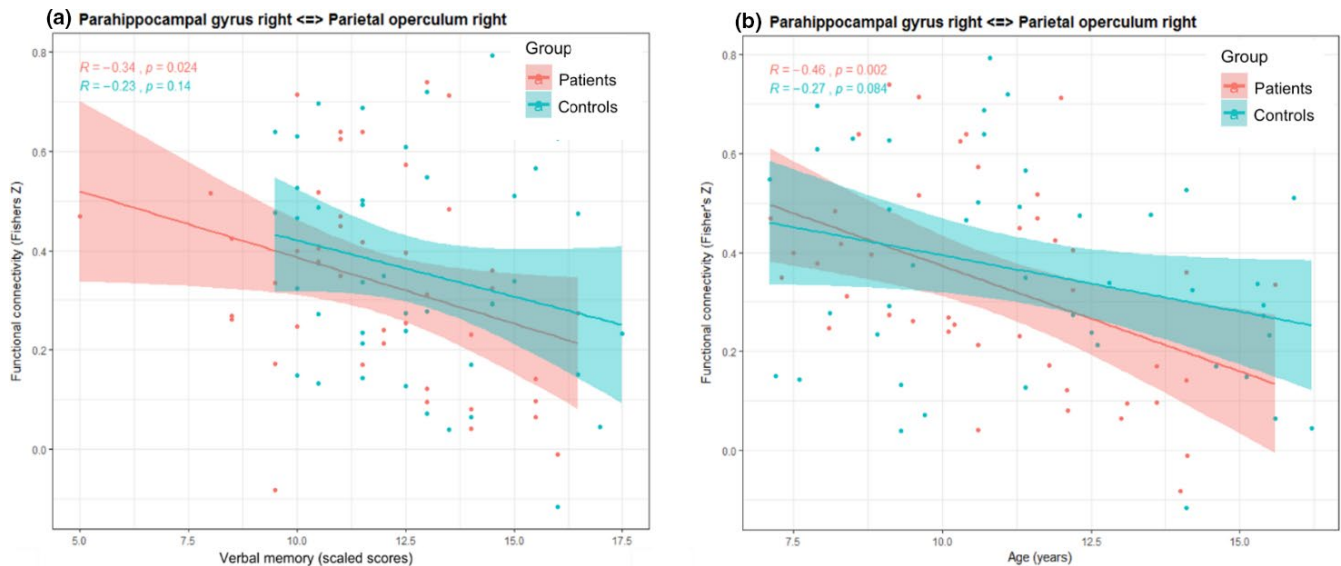 (a) Parahippocampal gyrus right <=> Parietal operculum right
0.8
0.6
0.4
0.2
0.0
Functional connectivity (Fishers Z)
R = −0.34 , p = 0.024
R = −0.23 , p = 0.14
Group
a Patients
a Controls
5.0 7.5 10.0 12.5 15.0 17.5
Verbal memory (scaled scores)
(b) Parahippocampal gyrus right <=> Parietal operculum right
0.8
0.6
0.4
0.2
0.0
Functional connectivity (Fisher's Z)
R = −0.46 , p = 0.002
R = −0.27 , p = 0.084
Group
a Patients
a Controls
7.5 10.0 12.5 15.0
Age (years)